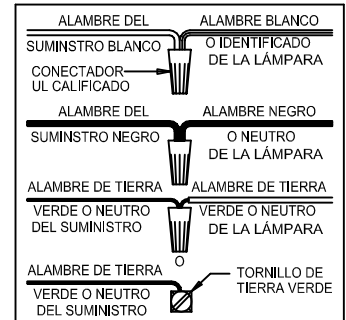 ALAMBRE DEL ALAMBRE BLANCO
SUMINSTRO BLANCO O IDENTIFICADO
DE LA LÁMPARA
CONECTADOR
UL CALIFICADO
ALAMBRE DEL ALAMBRE NEGRO
SUMINSTRO NEGRO O NEUTRO
DE LA LÁMPARA
ALAMBRE DE TIERRA ALAMBRE DE TIERRA
VERDE O NEUTRO VERDE O NEUTRO
DEL SUMINISTRO DE LA LÁMPARA
O
ALAMBRE DE TIERRA TORNILLO DE
TIERRA VERDE
VERDE O NEUTRO
DEL SUMINISTRO